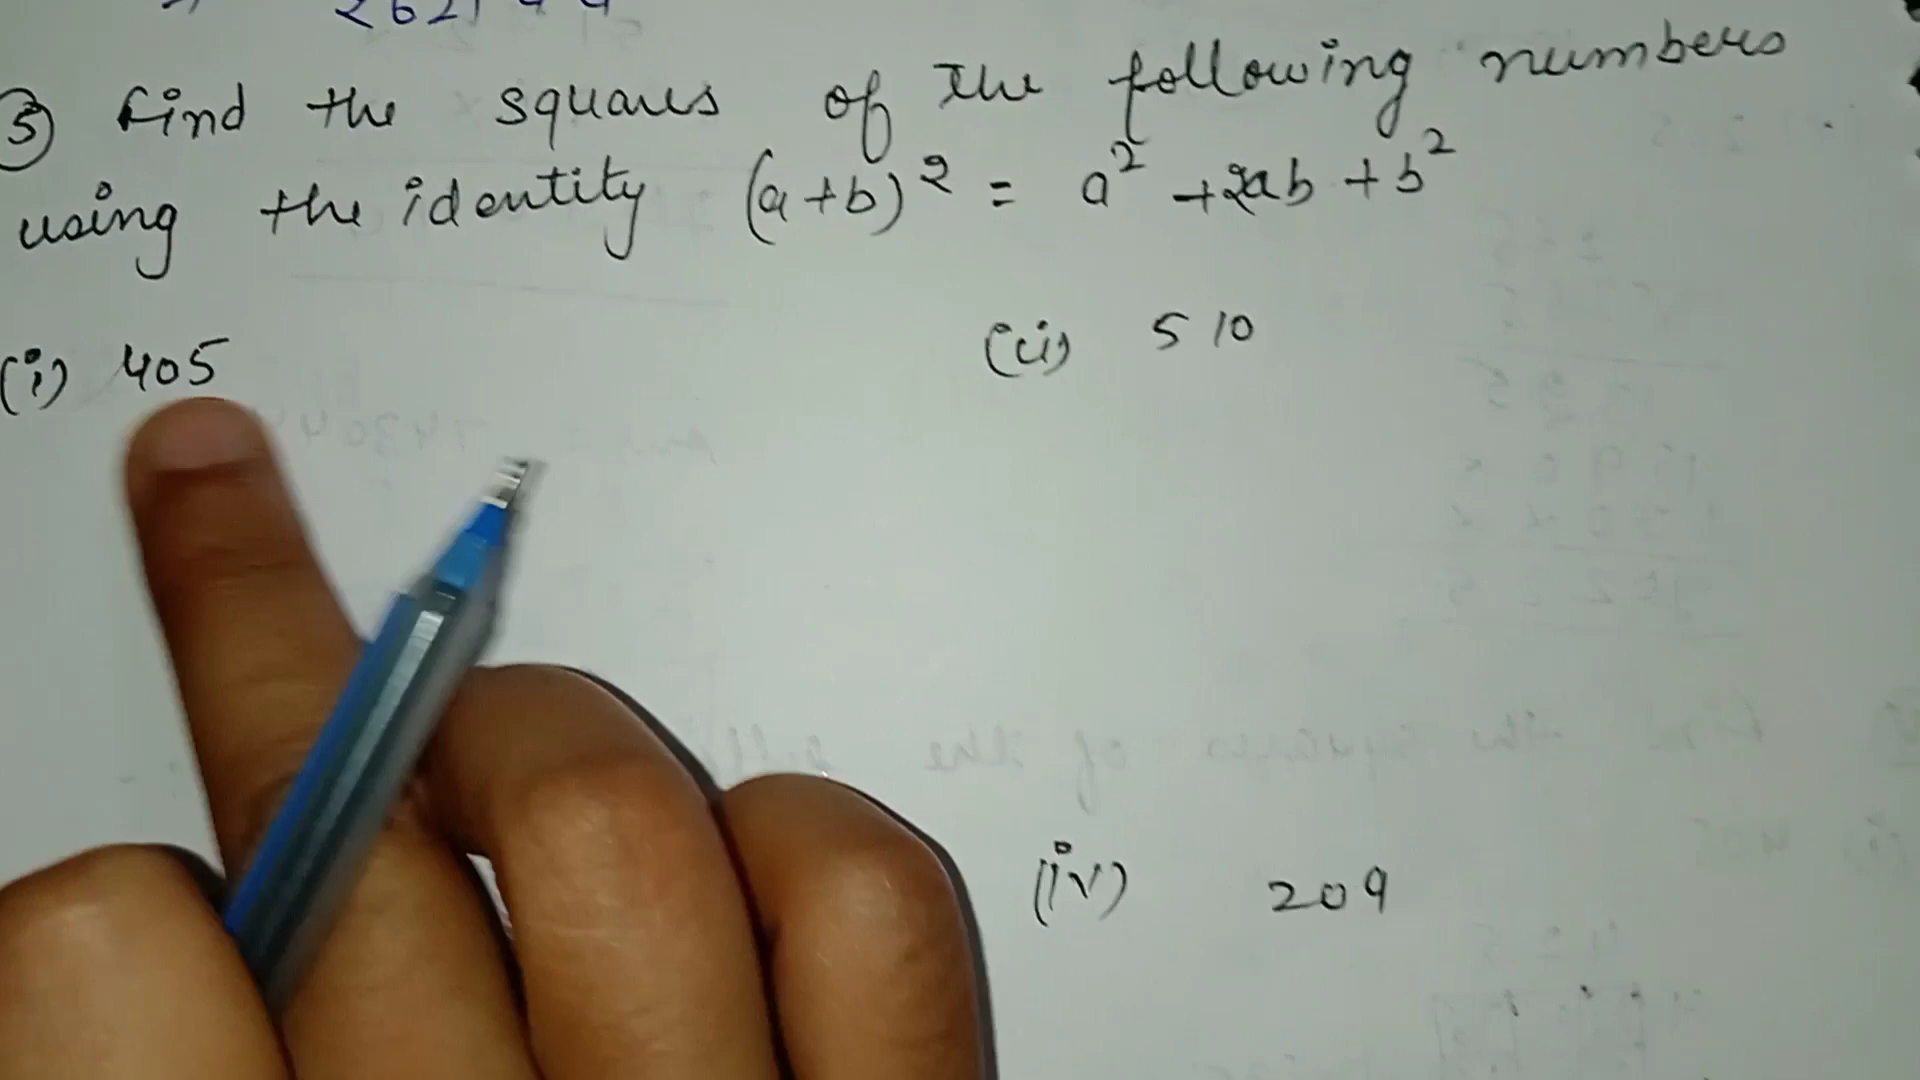 ③ Find the squares of the following numbers
using the identity (a+b)² = a² +2ab +b²
(i) 405
(ii) 510
(iv) 209